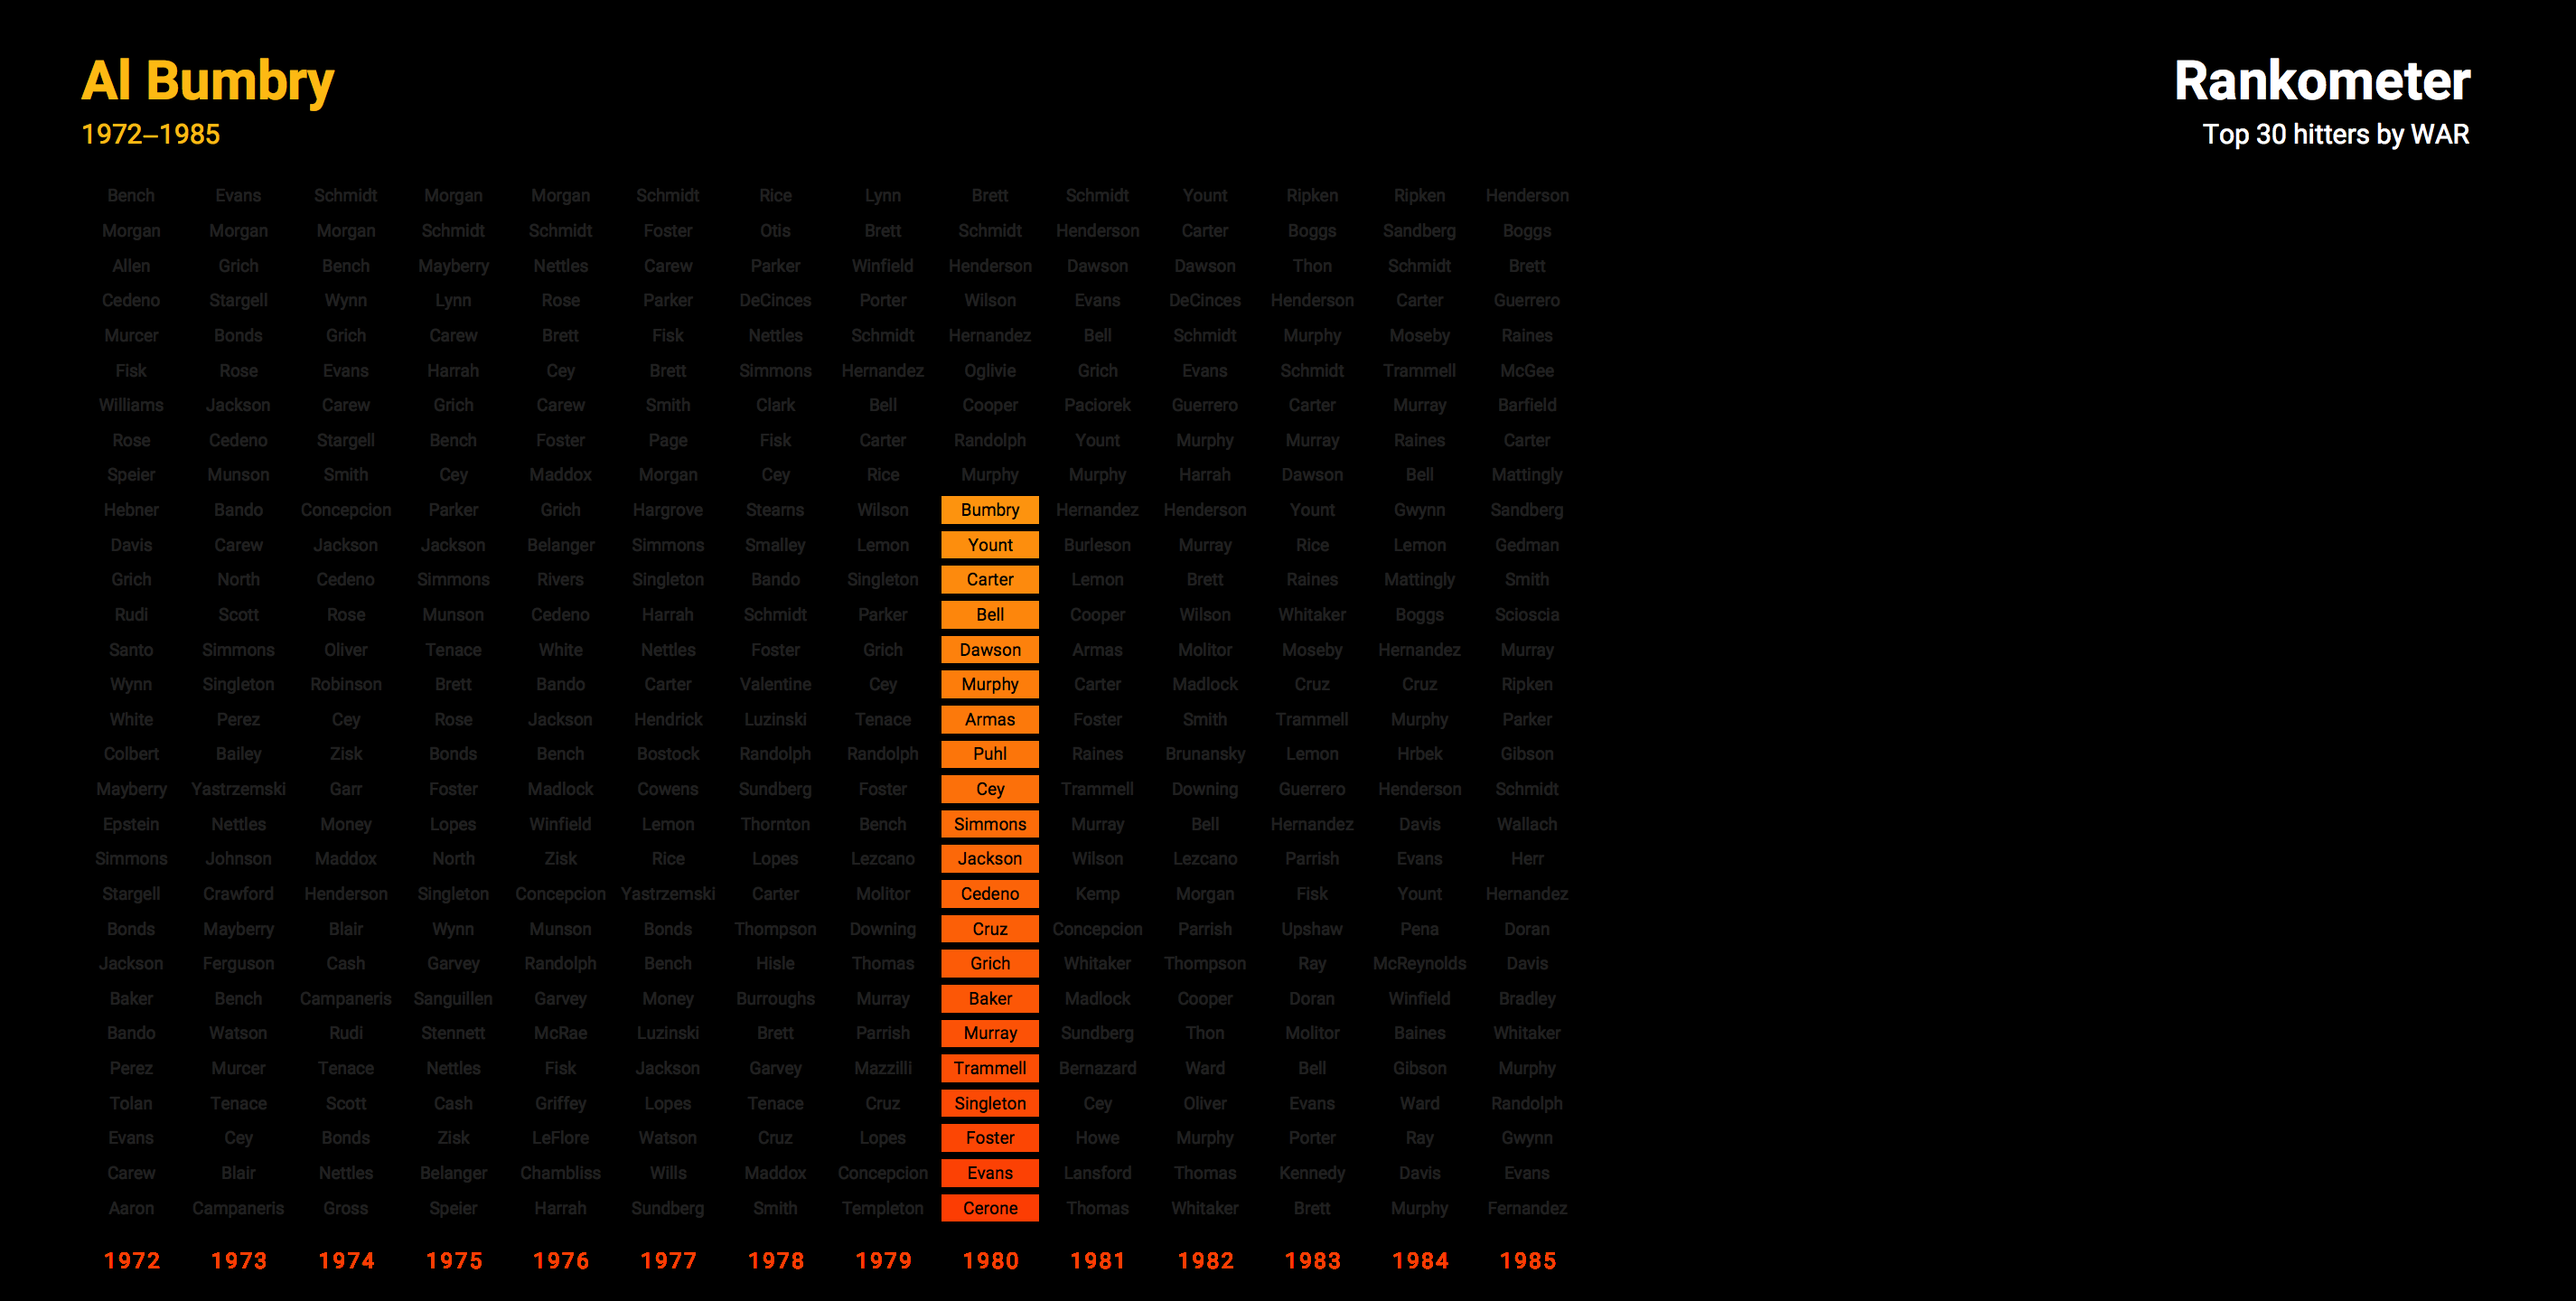 Al Bumbry
1972–1985
Rankometer
Top 30 hitters by WAR
Bench Evans Schmidt Morgan Morgan Schmidt Rice Lynn Brett Schmidt Yount Ripken Ripken Henderson
Morgan Morgan Morgan Schmidt Schmidt Foster Otis Brett Schmidt Henderson Carter Boggs Sandberg Boggs
Allen Grich Bench Mayberry Nettles Carew Parker Winfield Henderson Dawson Dawson Thon Schmidt Brett
Cedeno Stargell Wynn Lynn Rose Parker DeCinces Porter Wilson Evans DeCinces Henderson Carter Guerrero
Murcer Bonds Grich Carew Brett Fisk Nettles Schmidt Hernandez Bell Schmidt Murphy Moseby Raines
Fisk Rose Evans Harrah Cey Brett Simmons Hernandez Oglivie Grich Evans Schmidt Trammell McGee
Williams Jackson Carew Grich Carew Smith Clark Bell Cooper Paciorek Guerrero Carter Murray Barfield
Rose Cedeno Stargell Bench Foster Page Fisk Carter Randolph Yount Murphy Murray Raines Carter
Speier Munson Smith Cey Maddox Morgan Cey Rice Murphy Murphy Harrah Dawson Bell Mattingly
Hebner Bando Concepcion Parker Grich Hargrove Stearns Wilson Bumbry Hernandez Henderson Yount Gwynn Sandberg
Davis Carew Jackson Jackson Belanger Simmons Smalley Lemon Yount Burleson Murray Rice Lemon Gedman
Grich North Cedeno Simmons Rivers Singleton Bando Singleton Carter Lemon Brett Raines Mattingly Smith
Rudi Scott Rose Munson Cedeno Harrah Schmidt Parker Bell Cooper Wilson Whitaker Boggs Scioscia
Santo Simmons Oliver Tenace White Nettles Foster Grich Dawson Armas Molitor Moseby Hernandez Murray
Wynn Singleton Robinson Brett Bando Carter Valentine Cey Murphy Carter Madlock Cruz Cruz Ripken
White Perez Cey Rose Jackson Hendrick Luzinski Tenace Armas Foster Smith Trammell Murphy Parker
Colbert Bailey Zisk Bonds Bench Bostock Randolph Randolph Puhl Raines Brunansky Lemon Hrbek Gibson
Mayberry Yastrzemski Garr Foster Madlock Cowens Sundberg Foster Cey Trammell Downing Guerrero Henderson Schmidt
Epstein Nettles Money Lopes Winfield Lemon Thornton Bench Simmons Murray Bell Hernandez Davis Wallach
Simmons Johnson Maddox North Zisk Rice Lopes Lezcano Jackson Wilson Lezcano Parrish Evans Herr
Stargell Crawford Henderson Singleton Concepcion Yastrzemski Carter Molitor Cedeno Kemp Morgan Fisk Yount Hernandez
Bonds Mayberry Blair Wynn Munson Bonds Thompson Downing Cruz Concepcion Parrish Upshaw Pena Doran
Jackson Ferguson Cash Garvey Randolph Bench Hisle Thomas Grich Whitaker Thompson Ray McReynolds Davis
Baker Bench Campaneris Sanguillen Garvey Money Burroughs Murray Baker Madlock Cooper Doran Winfield Bradley
Bando Watson Rudi Stennett McRae Luzinski Brett Parrish Murray Sundberg Thon Molitor Baines Whitaker
Perez Murcer Tenace Nettles Fisk Jackson Garvey Mazzilli Trammell Bernazard Ward Bell Gibson Murphy
Tolan Tenace Scott Cash Griffey Lopes Tenace Cruz Singleton Cey Oliver Evans Ward Randolph
Evans Cey Bonds Zisk LeFlore Watson Cruz Lopes Foster Howe Murphy Porter Ray Gwynn
Carew Blair Nettles Belanger Chambliss Wills Maddox Concepcion Evans Lansford Thomas Kennedy Davis Evans
Aaron Campaneris Gross Speier Harrah Sundberg Smith Templeton Cerone Thomas Whitaker Brett Murphy Fernandez
1972 1973 1974 1975 1976 1977 1978 1979 1980 1981 1982 1983 1984 1985